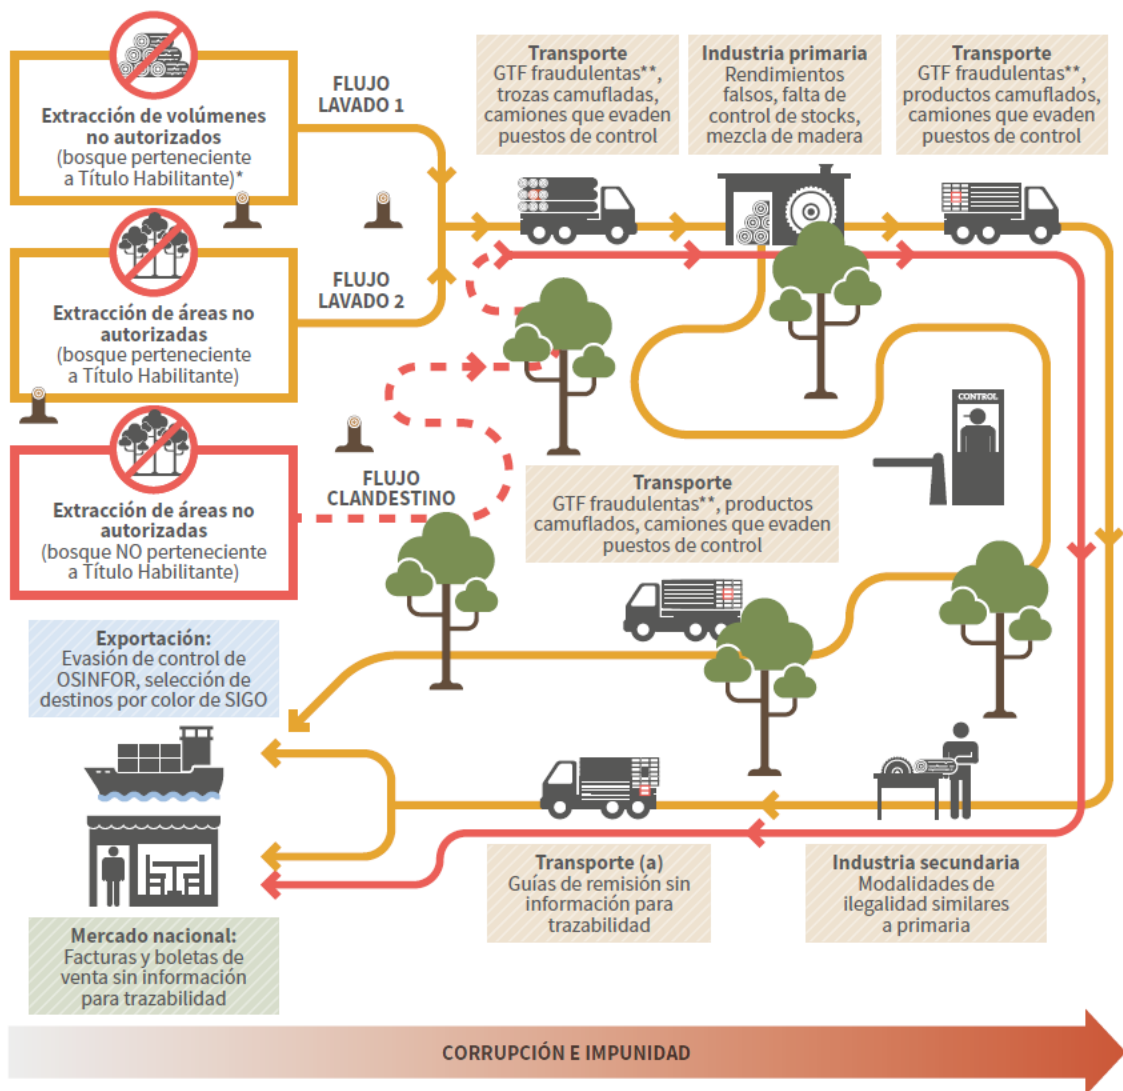 Extracción de volúmenes
no autorizados
(bosque perteneciente
a Título Habilitante)*
FLUJO
LAVADO 1
Transporte
GTF fraudulentas**,
trozas camufladas,
camiones que evaden
puestos de control
Industria primaria
Rendimientos
falsos, falta de
control de stocks,
mezcla de madera
Transporte
GTF fraudulentas**,
productos camuflados,
camiones que evaden
puestos de control
Extracción de áreas no
autorizadas
(bosque perteneciente
a Título Habilitante)
FLUJO
LAVADO 2
CONTROL
Extracción de áreas no
autorizadas
(bosque NO perteneciente
a Título Habilitante)
FLUJO
CLANDESTINO
Transporte
GTF fraudulentas**, productos
camuflados, camiones que evaden
puestos de control
Exportación:
Evasión de control de
OSINFOR, selección de
destinos por color de SIGO
Transporte (a)
Guías de remisión sin
información para
trazabilidad
Industria secundaria
Modalidades de
ilegalidad similares
a primaria
Mercado nacional:
Facturas y boletas de
venta sin información
para trazabilidad
CORRUPCIÓN E IMPUNIDAD